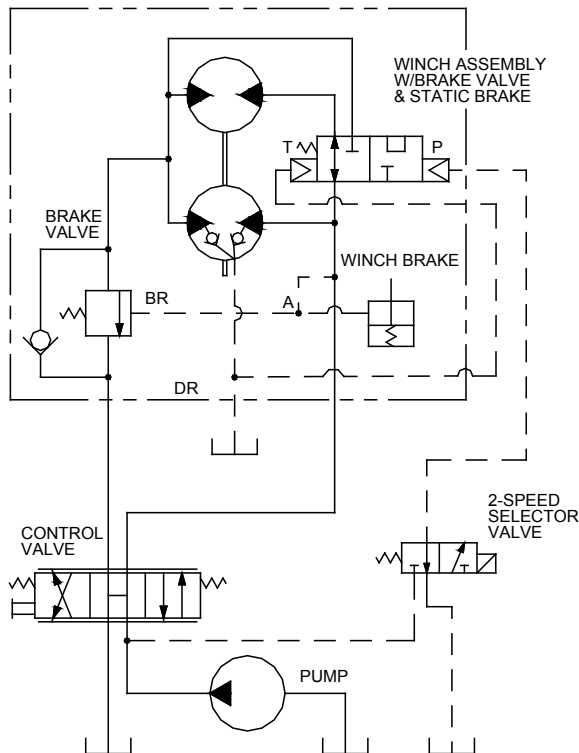 WINCH ASSEMBLY
W/BRAKE VALVE
& STATIC BRAKE
T
P
BRAKE
VALVE
WINCH BRAKE
BR
A
DR
2-SPEED
SELECTOR
VALVE
CONTROL
VALVE
PUMP